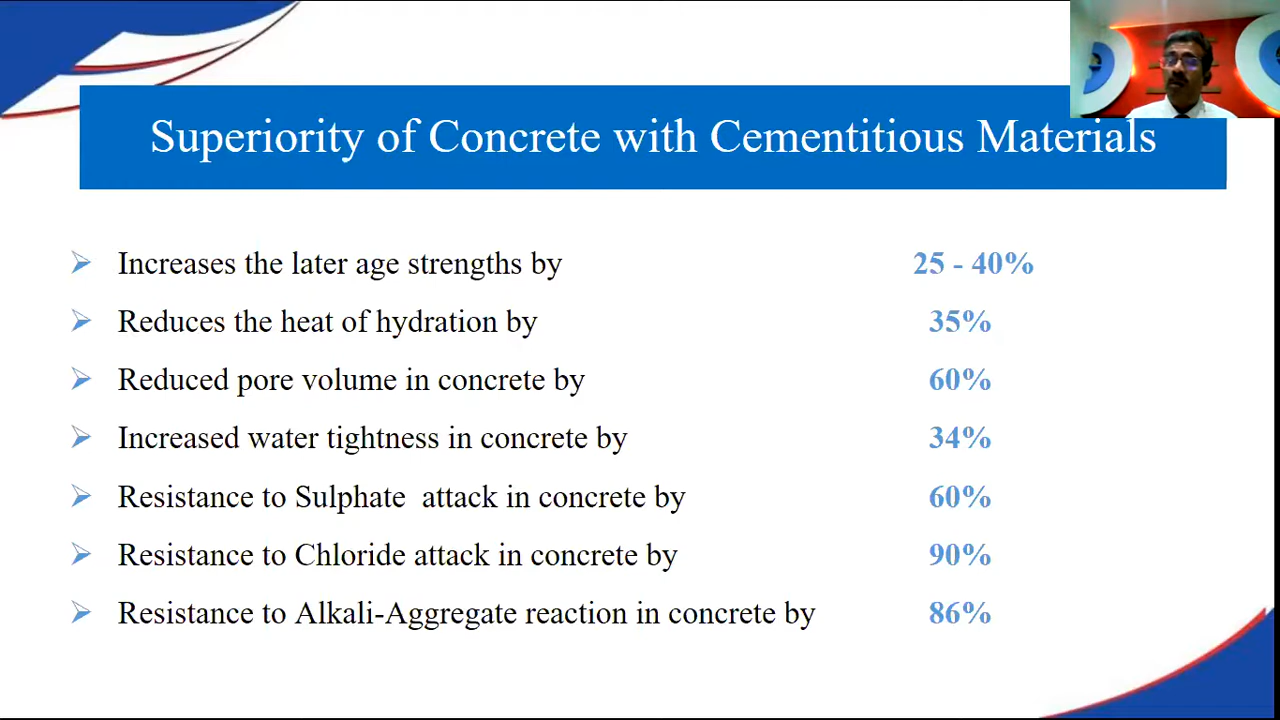 Superiority of Concrete with Cementitious Materials
Increases the later age strengths by 25 - 40%
Reduces the heat of hydration by 35%
Reduced pore volume in concrete by 60%
Increased water tightness in concrete by 34%
Resistance to Sulphate attack in concrete by 60%
Resistance to Chloride attack in concrete by 90%
Resistance to Alkali-Aggregate reaction in concrete by 86%